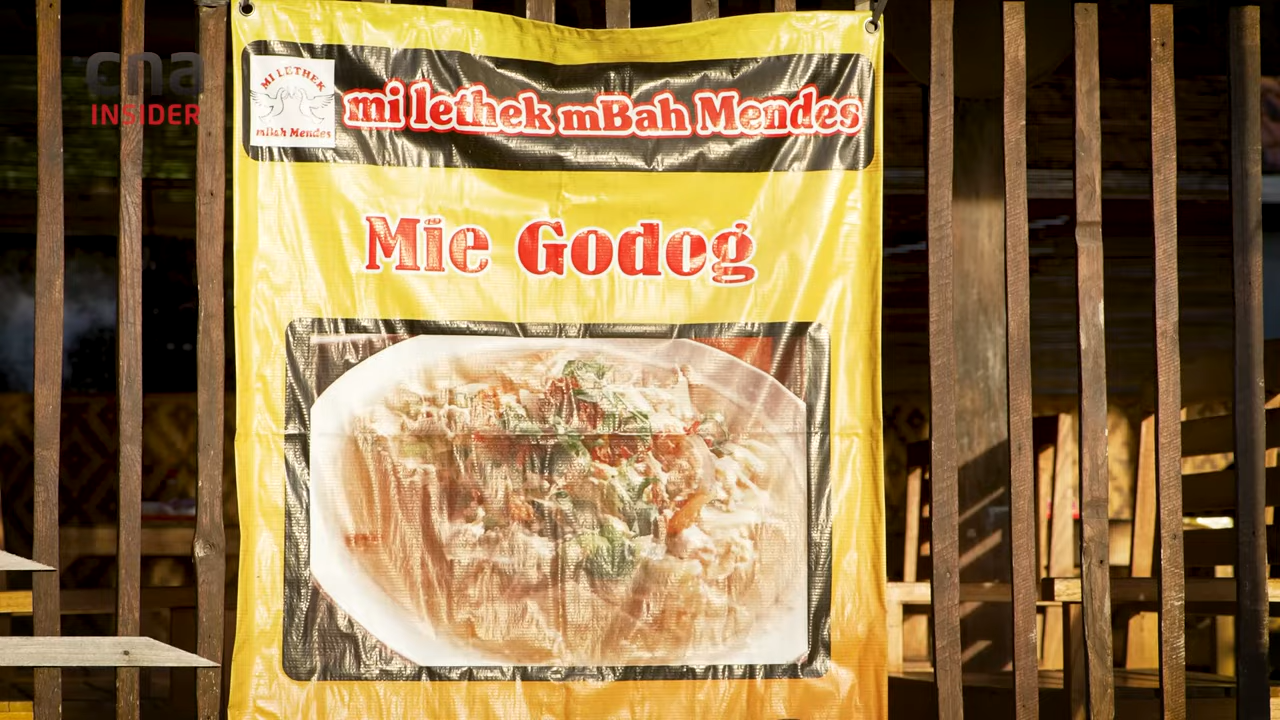 cna
INSIDER
MI LETHEK
mBah Mendes
mi lethek mBah Mendes
Mie Godog